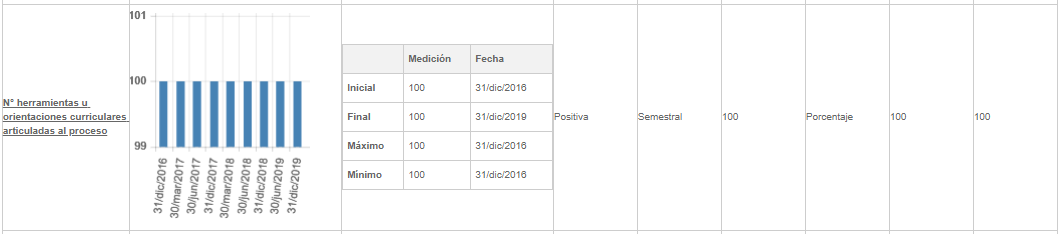 N° herramientas u
orientaciones curriculares
articuladas al proceso
101
100
99
31/dic/2016
30/mar/2017
30/jun/2017
31/dic/2017
30/mar/2018
30/jun/2018
31/dic/2018
30/jun/2019
31/dic/2019
Medición Fecha
Inicial 100 31/dic/2016
Final 100 31/dic/2019
Máximo 100 31/dic/2016
Mínimo 100 31/dic/2016
Positiva Semestral 100 Porcentaje 100 100